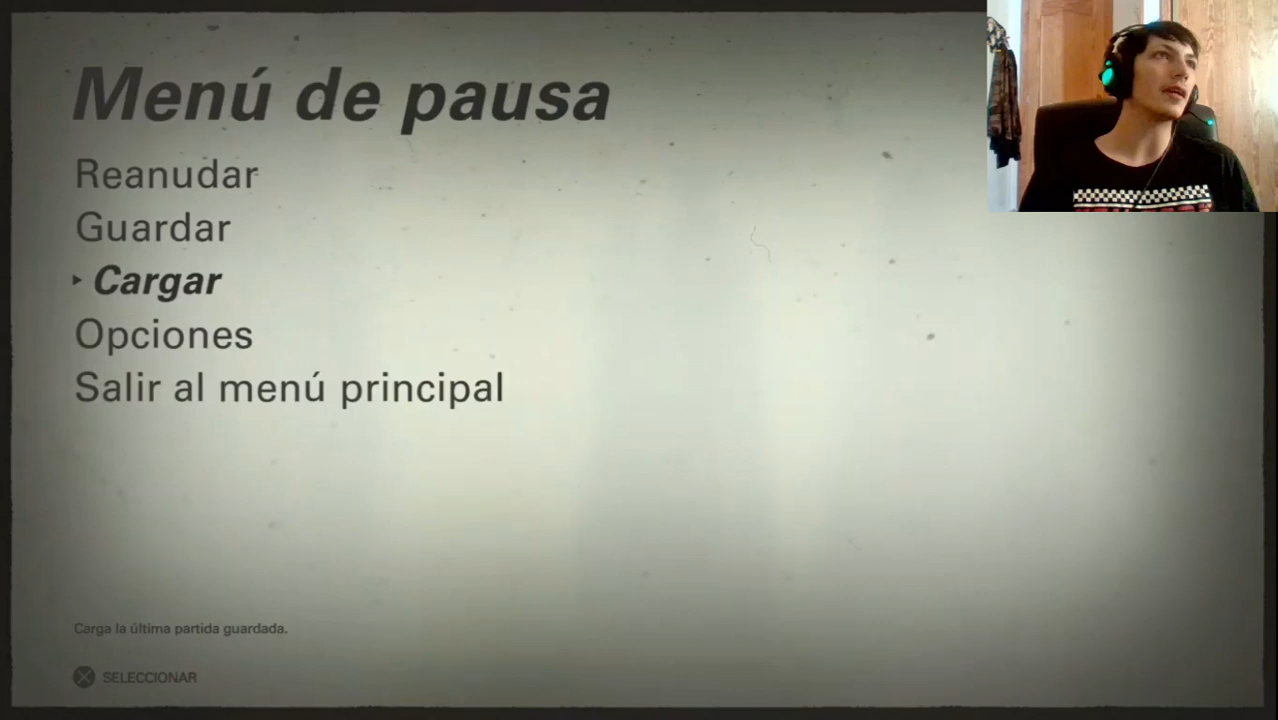 Menú de pausa
Reanudar
Guardar
Cargar
Opciones
Salir al menú principal
Carga la última partida guardada.
SELECCIONAR